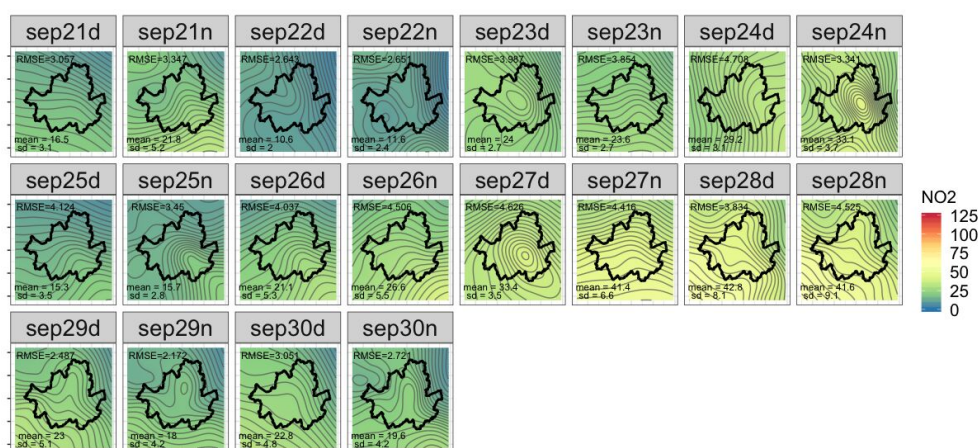 sep21d sep21n sep22d sep22n sep23d sep23n sep24d sep24n
RMSE=3.057 RMSE=3.347 RMSE=2.643 RMSE=2.651 RMSE=3.987 RMSE=3.854 RMSE=4.708 RMSE=3.341
mean = 16.5 mean = 21.8 mean = 10.6 mean = 11.6 mean = 24 mean = 23.6 mean = 29.2 mean = 33.1
sd = 3.1 sd = 5.2 sd = 2 sd = 2.4 sd = 2.7 sd = 2.7 sd = 3.1 sd = 3.7
sep25d sep25n sep26d sep26n sep27d sep27n sep28d sep28n
RMSE=4.124 RMSE=3.45 RMSE=4.037 RMSE=4.506 RMSE=4.626 RMSE=4.416 RMSE=3.834 RMSE=4.525
mean = 15.3 mean = 15.7 mean = 21.1 mean = 26.6 mean = 33.4 mean = 41.4 mean = 42.8 mean = 41.6
sd = 3.5 sd = 2.8 sd = 5.3 sd = 5.5 sd = 3.5 sd = 6.6 sd = 8.1 sd = 9.1
NO2
125
100
75
50
25
0
sep29d sep29n sep30d sep30n
RMSE=2.487 RMSE=2.172 RMSE=3.051 RMSE=2.721
mean = 23 mean = 18 mean = 22.8 mean = 19.6
sd = 5.1 sd = 4.2 sd = 4.8 sd = 4.2